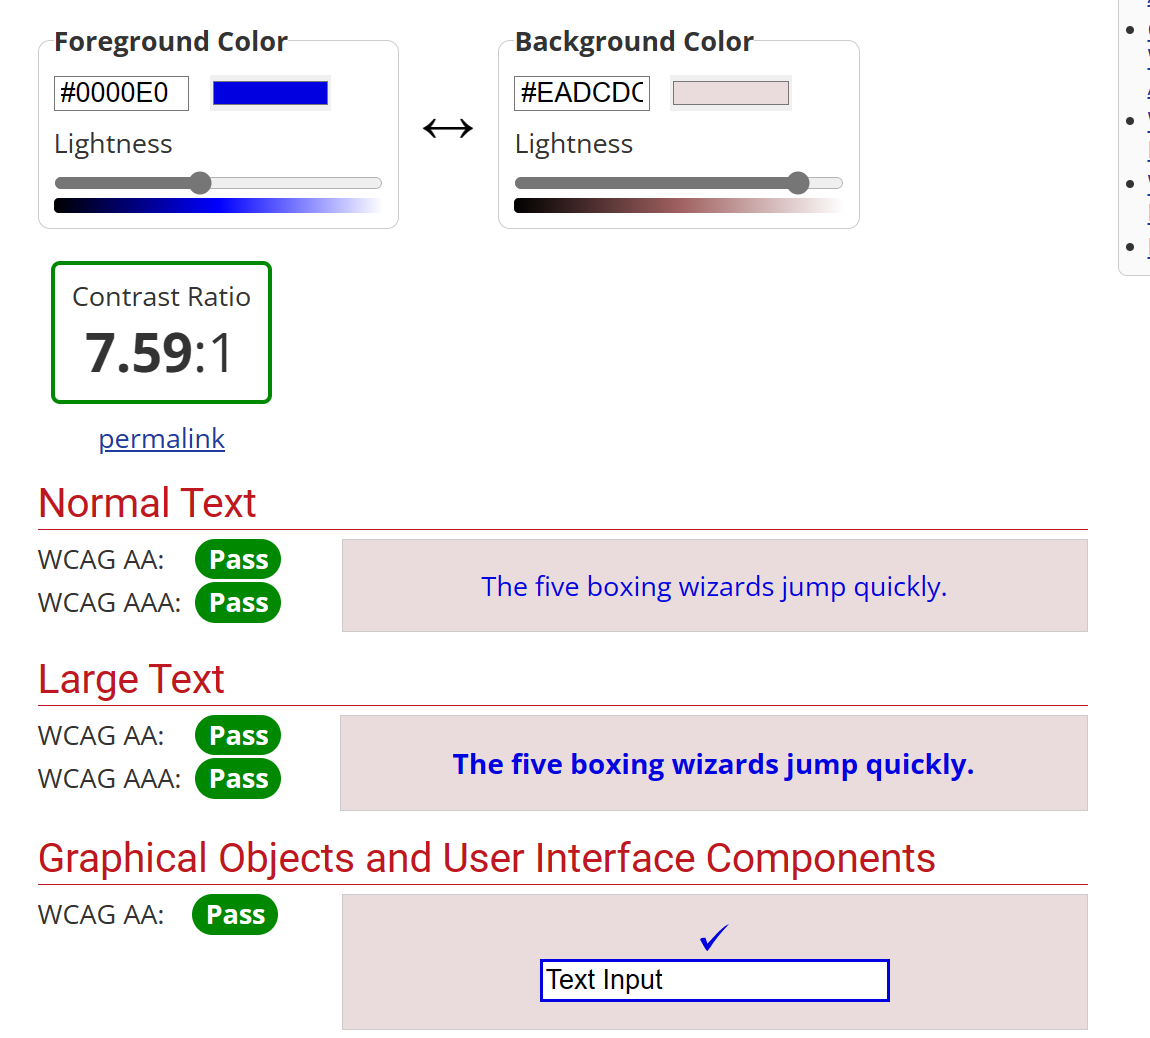 Foreground Color
Background Color
#0000E0
#EADCDC
Lightness
Lightness
Contrast Ratio
7.59:1
permalink
Normal Text
WCAG AA: Pass
WCAG AAA: Pass
The five boxing wizards jump quickly.
Large Text
WCAG AA: Pass
WCAG AAA: Pass
The five boxing wizards jump quickly.
Graphical Objects and User Interface Components
WCAG AA: Pass
Text Input